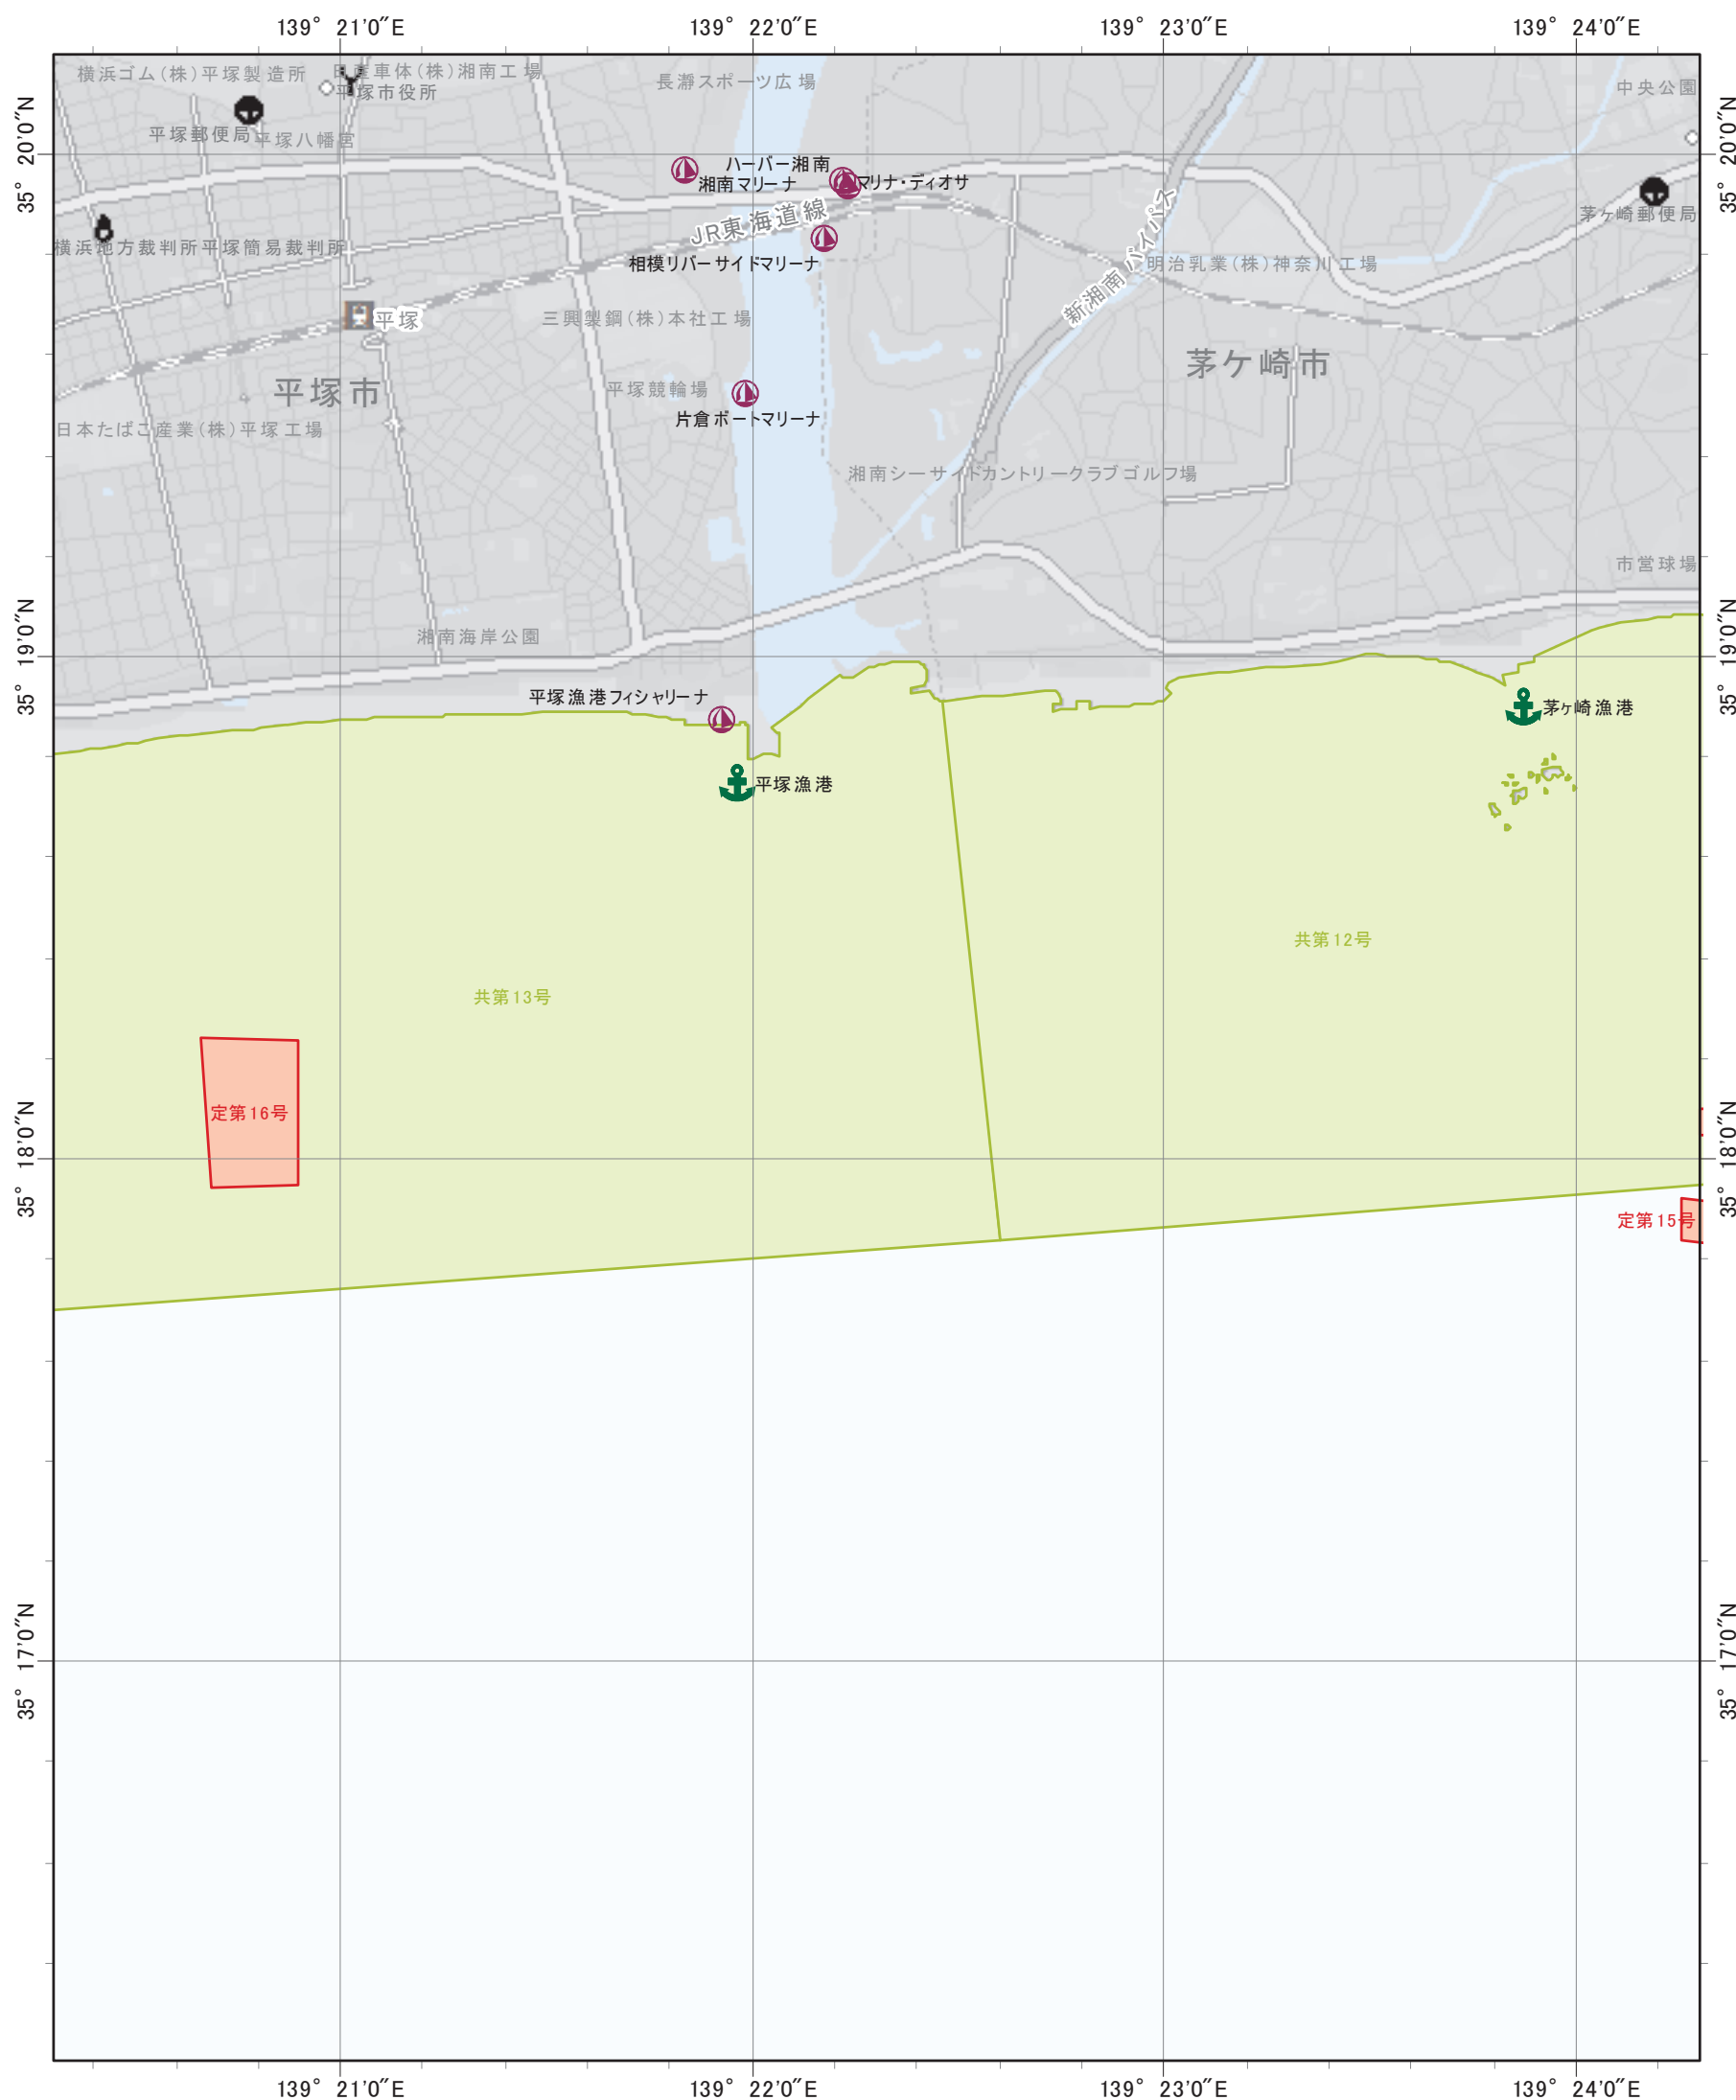 139° 21'0"E
139° 22'0"E
139° 23'0"E
139° 24'0"E
横浜ゴム(株)平塚製造所
日産車体(株)湘南工場
長瀞スポーツ広場
中央公園
平塚市役所
平塚郵便局
平塚八幡宮
35° 20'0"N
35° 20'0"N
ハーバー湘南
湘南マリーナ
マリナ・ディオサ
茅ヶ崎郵便局
JR東海道線
横浜地方裁判所平塚簡易裁判所
相模リバーサイドマリーナ
新湘南バイパス
明治乳業(株)神奈川工場
平塚
三興製鋼(株)本社工場
茅ケ崎市
平塚市
平塚競輪場
片倉ボートマリーナ
日本たばこ産業(株)平塚工場
湘南シーサイドカントリークラブゴルフ場
市営球場
湘南海岸公園
35° 19'0"N
35° 19'0"N
平塚漁港フィシャリーナ
茅ヶ崎漁港
平塚漁港
共第12号
共第13号
定第16号
35° 18'0"N
35° 18'0"N
定第15号
35° 17'0"N
35° 17'0"N
139° 21'0"E
139° 22'0"E
139° 23'0"E
139° 24'0"E